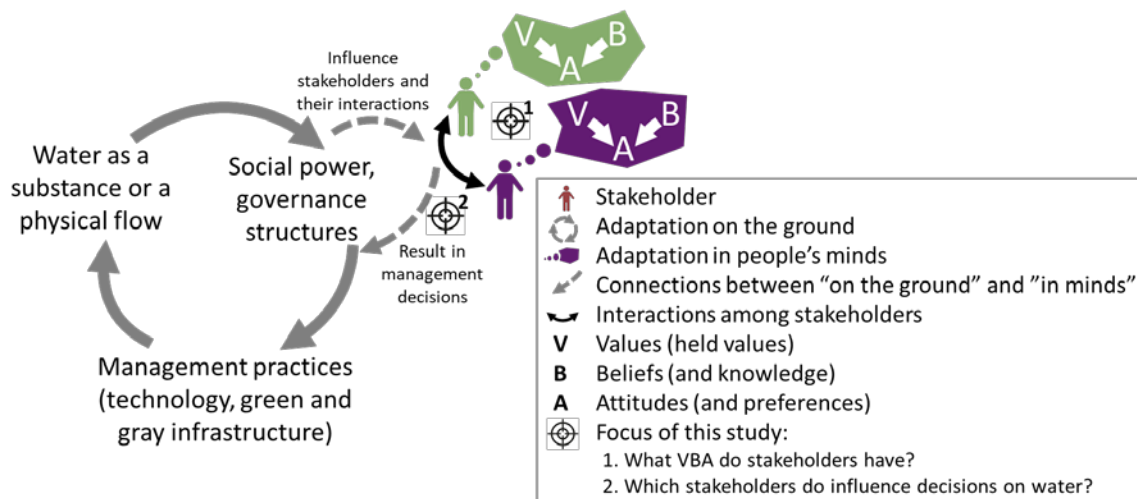 Influence
stakeholders and
their interactions
V
B
A
1
V
B
A
Water as a
substance or a
physical flow
Social power,
governance
structures
2
Result in
management
decisions
Management practices
(technology, green and
gray infrastructure)
Stakeholder
Adaptation on the ground
Adaptation in people's minds
Connections between “on the ground” and ”in minds”
Interactions among stakeholders
V Values (held values)
B Beliefs (and knowledge)
A Attitudes (and preferences)
Focus of this study:
1. What VBA do stakeholders have?
2. Which stakeholders do influence decisions on water?